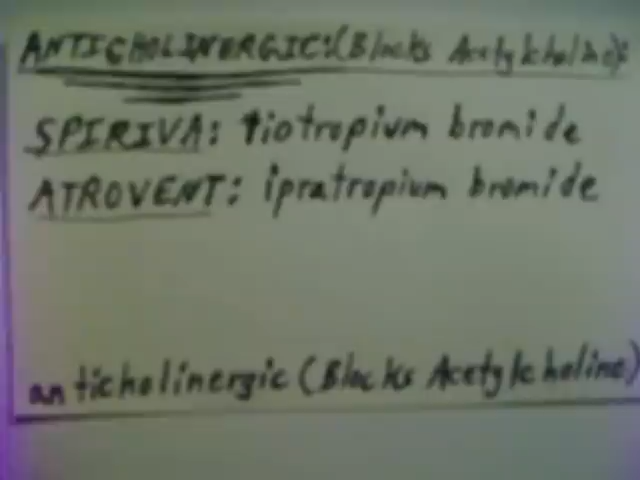 ANTICHOLINERGIC:(Blocks Acetylcholine):
SPIRIVA: tiotropium bromide
ATROVENT: ipratropium bromide
anticholinergic (Blocks Acetylcholine)